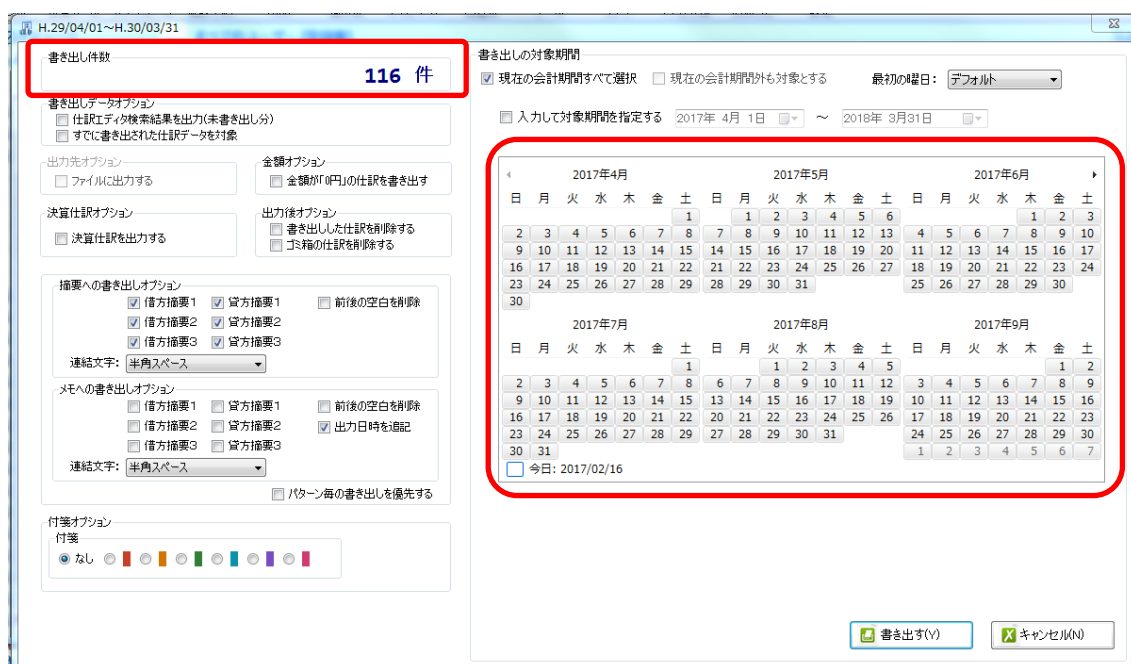 H.29/04/01～H.30/03/31
書き出し件数
116 件
書き出しデータオプション
仕訳エディタ検索結果を出力(未書き出し分)
すでに書き出された仕訳データを対象
出力先オプション
ファイルに出力する
金額オプション
金額が「0円」の仕訳を書き出す
決算仕訳オプション
決算仕訳を出力する
出力後オプション
書き出しした仕訳を削除する
ゴミ箱の仕訳を削除する
摘要への書き出しオプション
借方摘要1 貸方摘要1 前後の空白を削除
借方摘要2 貸方摘要2
借方摘要3 貸方摘要3
連結文字: 半角スペース
メモへの書き出しオプション
借方摘要1 貸方摘要1 前後の空白を削除
借方摘要2 貸方摘要2 出力日時を追記
借方摘要3 貸方摘要3
連結文字: 半角スペース
パターン毎の書き出しを優先する
付箋オプション
付箋
なし
書き出しの対象期間
現在の会計期間すべて選択 現在の会計期間外も対象とする 最初の曜日: デフォルト
入力して対象期間を指定する 2017年 4月 1日 ～ 2018年 3月31日
2017年4月 2017年5月 2017年6月
日 月 火 水 木 金 土 日 月 火 水 木 金 土 日 月 火 水 木 金 土
1 1 2 3 4 5 6 1 2 3
2 3 4 5 6 7 8 7 8 9 10 11 12 13 4 5 6 7 8 9 10
9 10 11 12 13 14 15 14 15 16 17 18 19 20 11 12 13 14 15 16 17
16 17 18 19 20 21 22 21 22 23 24 25 26 27 18 19 20 21 22 23 24
23 24 25 26 27 28 29 28 29 30 31 25 26 27 28 29 30
30
2017年7月 2017年8月 2017年9月
日 月 火 水 木 金 土 日 月 火 水 木 金 土 日 月 火 水 木 金 土
1 1 2 3 4 5 1 2
2 3 4 5 6 7 8 6 7 8 9 10 11 12 3 4 5 6 7 8 9
9 10 11 12 13 14 15 13 14 15 16 17 18 19 10 11 12 13 14 15 16
16 17 18 19 20 21 22 20 21 22 23 24 25 26 17 18 19 20 21 22 23
23 24 25 26 27 28 29 27 28 29 30 31 24 25 26 27 28 29 30
30 31 1 2 3 4 5 6 7
今日: 2017/02/16
書き出す(Y) キャンセル(N)